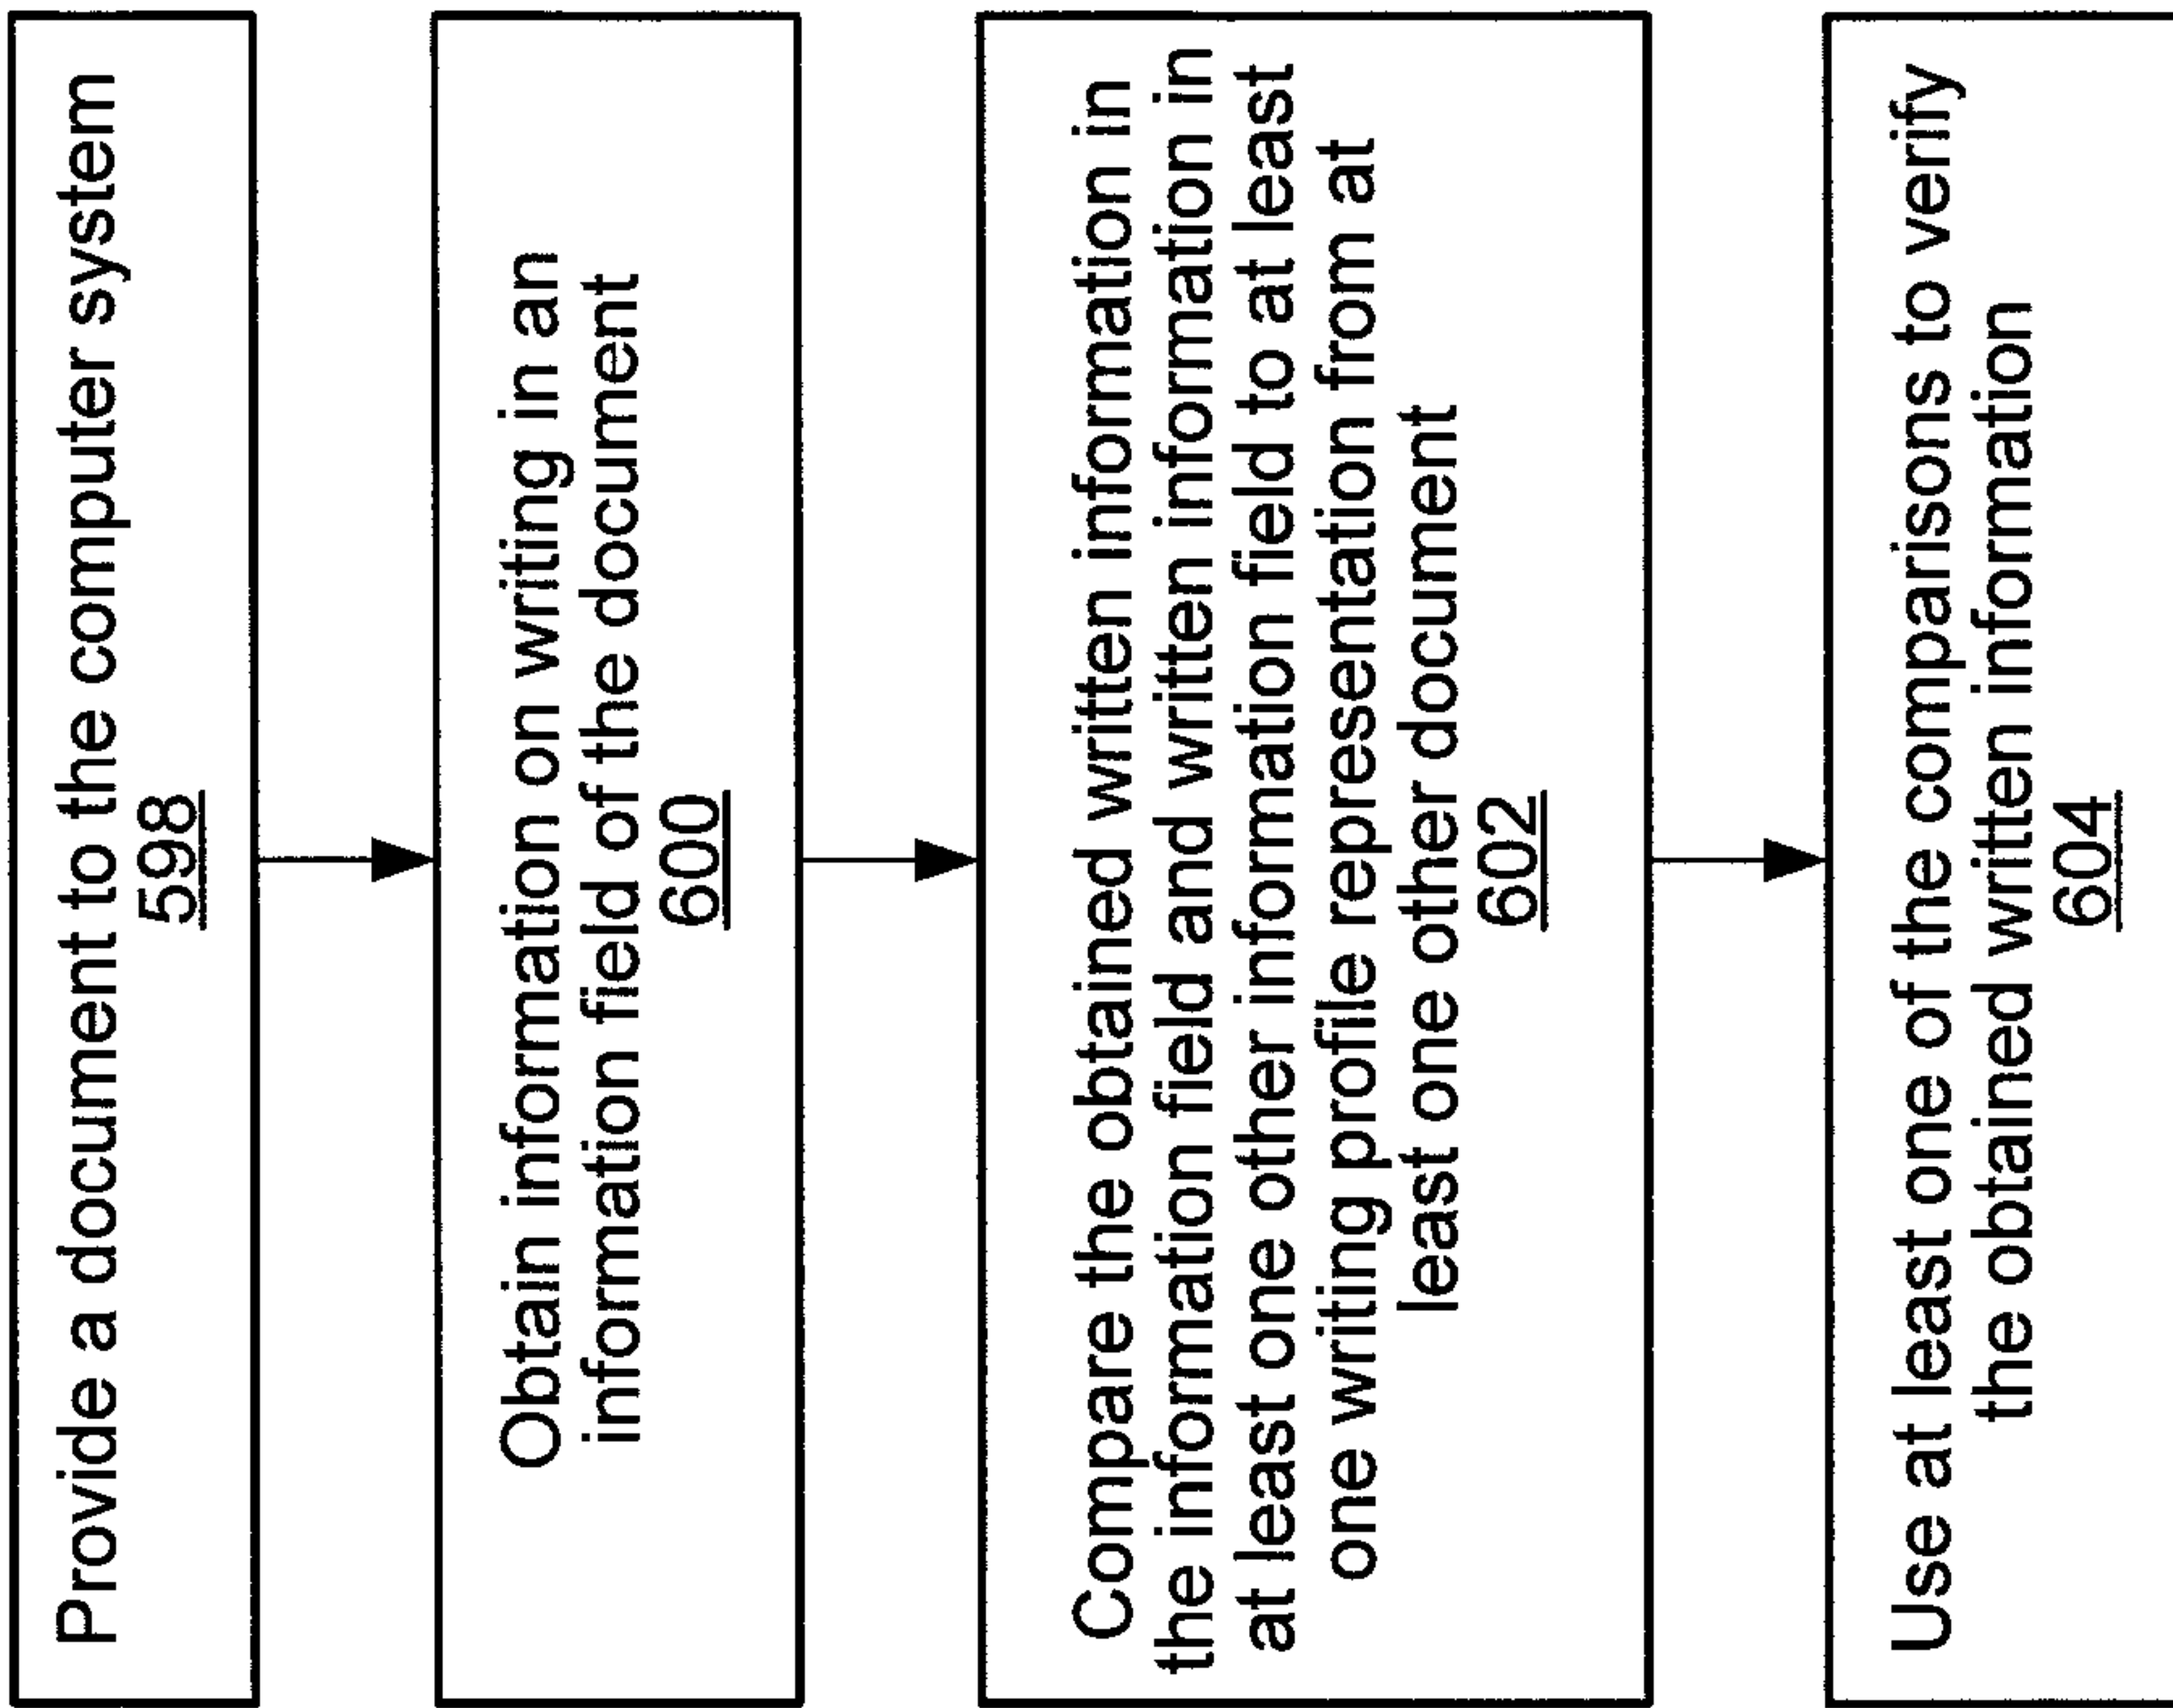 Provide a document to the computer system
598
Obtain information on writing in an
information field of the document
600
Compare the obtained written information in
the information field and written information in
at least one other information field to at least
one writing profile representation from at
least one other document
602
Use at least one of the comparisons to verify
the obtained written information
604